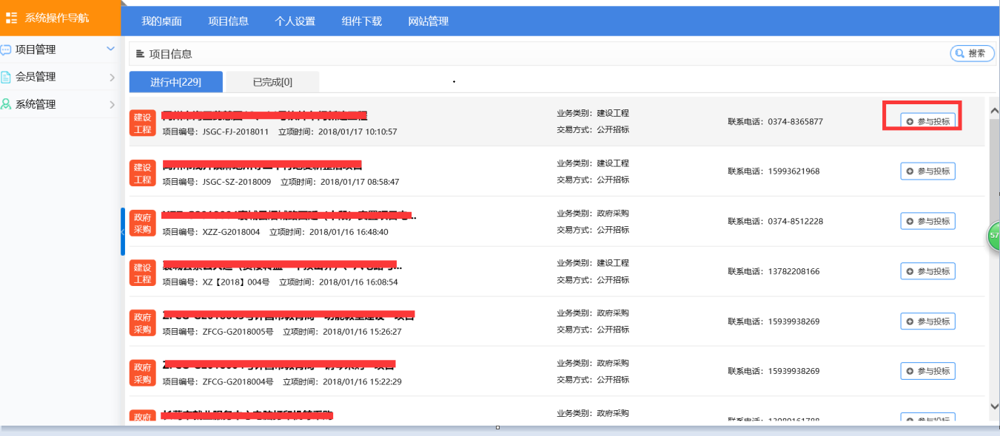 系统操作导航
我的桌面 项目信息 个人设置 组件下载 网站管理
项目管理
会员管理
系统管理
项目信息
搜索
进行中[229] 已完成[0]
建设工程
项目编号：JSGC-FJ-2018011 立项时间：2018/01/17 10:10:57
业务类别：建设工程
交易方式：公开招标
联系电话：0374-8365877
参与投标
建设工程
项目编号：JSGC-SZ-2018009 立项时间：2018/01/17 08:58:47
业务类别：建设工程
交易方式：公开招标
联系电话：15993621968
参与投标
政府采购
项目编号：XZZ-G2018004 立项时间：2018/01/16 16:48:40
业务类别：政府采购
交易方式：公开招标
联系电话：0374-8512228
参与投标
建设工程
项目编号：XZ【2018】004号 立项时间：2018/01/16 16:08:54
业务类别：建设工程
交易方式：公开招标
联系电话：13782208166
参与投标
政府采购
项目编号：ZFCG-G2018005号 立项时间：2018/01/16 15:26:27
业务类别：政府采购
交易方式：公开招标
联系电话：15939938269
参与投标
政府采购
项目编号：ZFCG-G2018004号 立项时间：2018/01/16 15:22:29
业务类别：政府采购
交易方式：公开招标
联系电话：15939938269
参与投标
政府
业务类别：政府采购
57